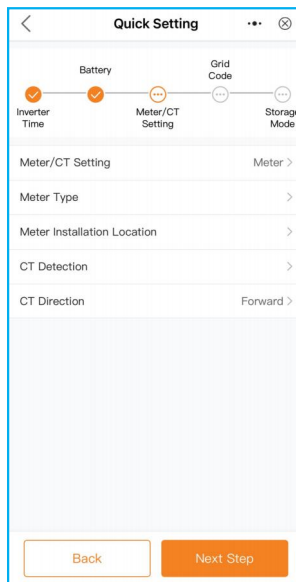 Quick Setting
Battery
Grid
Code
Inverter
Time
Meter/CT
Setting
Storage
Mode
Meter/CT Setting Meter >
Meter Type >
Meter Installation Location >
CT Detection >
CT Direction Forward >
Back Next Step